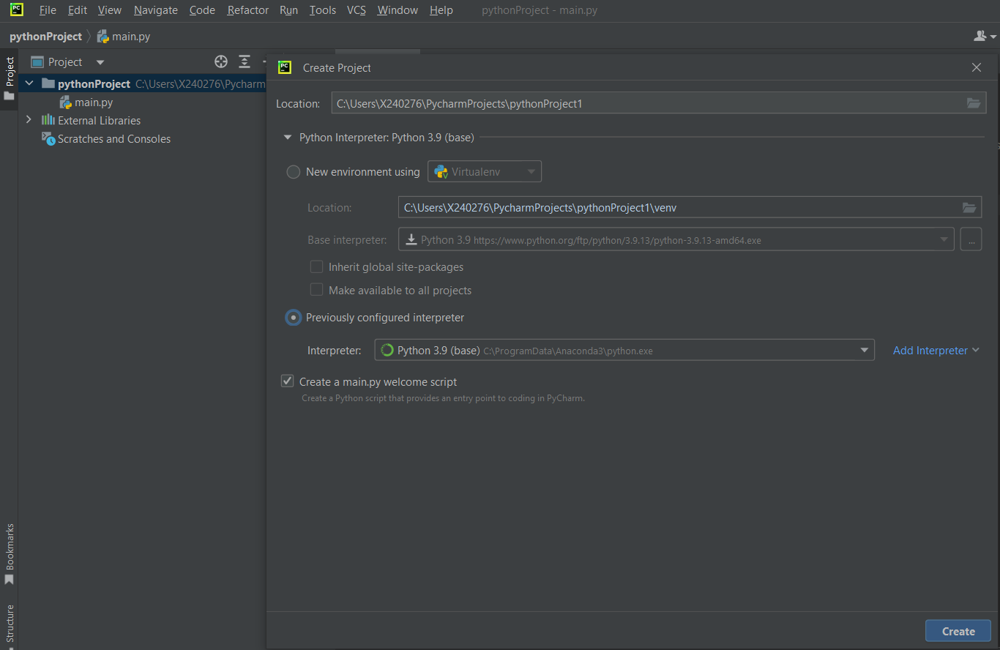 PC File Edit View Navigate Code Refactor Run Tools VCS Window Help pythonProject - main.py
pythonProject main.py
Project
Project
PC Create Project
pythonProject C:\Users\X240276\Pycharm
main.py
External Libraries
Scratches and Consoles
Location: C:\Users\X240276\PycharmProjects\pythonProject1
Python Interpreter: Python 3.9 (base)
New environment using Virtualenv
Location: C:\Users\X240276\PycharmProjects\pythonProject1\venv
Base interpreter: Python 3.9 https://www.python.org/ftp/python/3.9.13/python-3.9.13-amd64.exe ...
Inherit global site-packages
Make available to all projects
Previously configured interpreter
Interpreter: Python 3.9 (base) C:\ProgramData\Anaconda3\python.exe Add Interpreter
Create a main.py welcome script
Create a Python script that provides an entry point to coding in PyCharm.
Bookmarks
Structure
Create